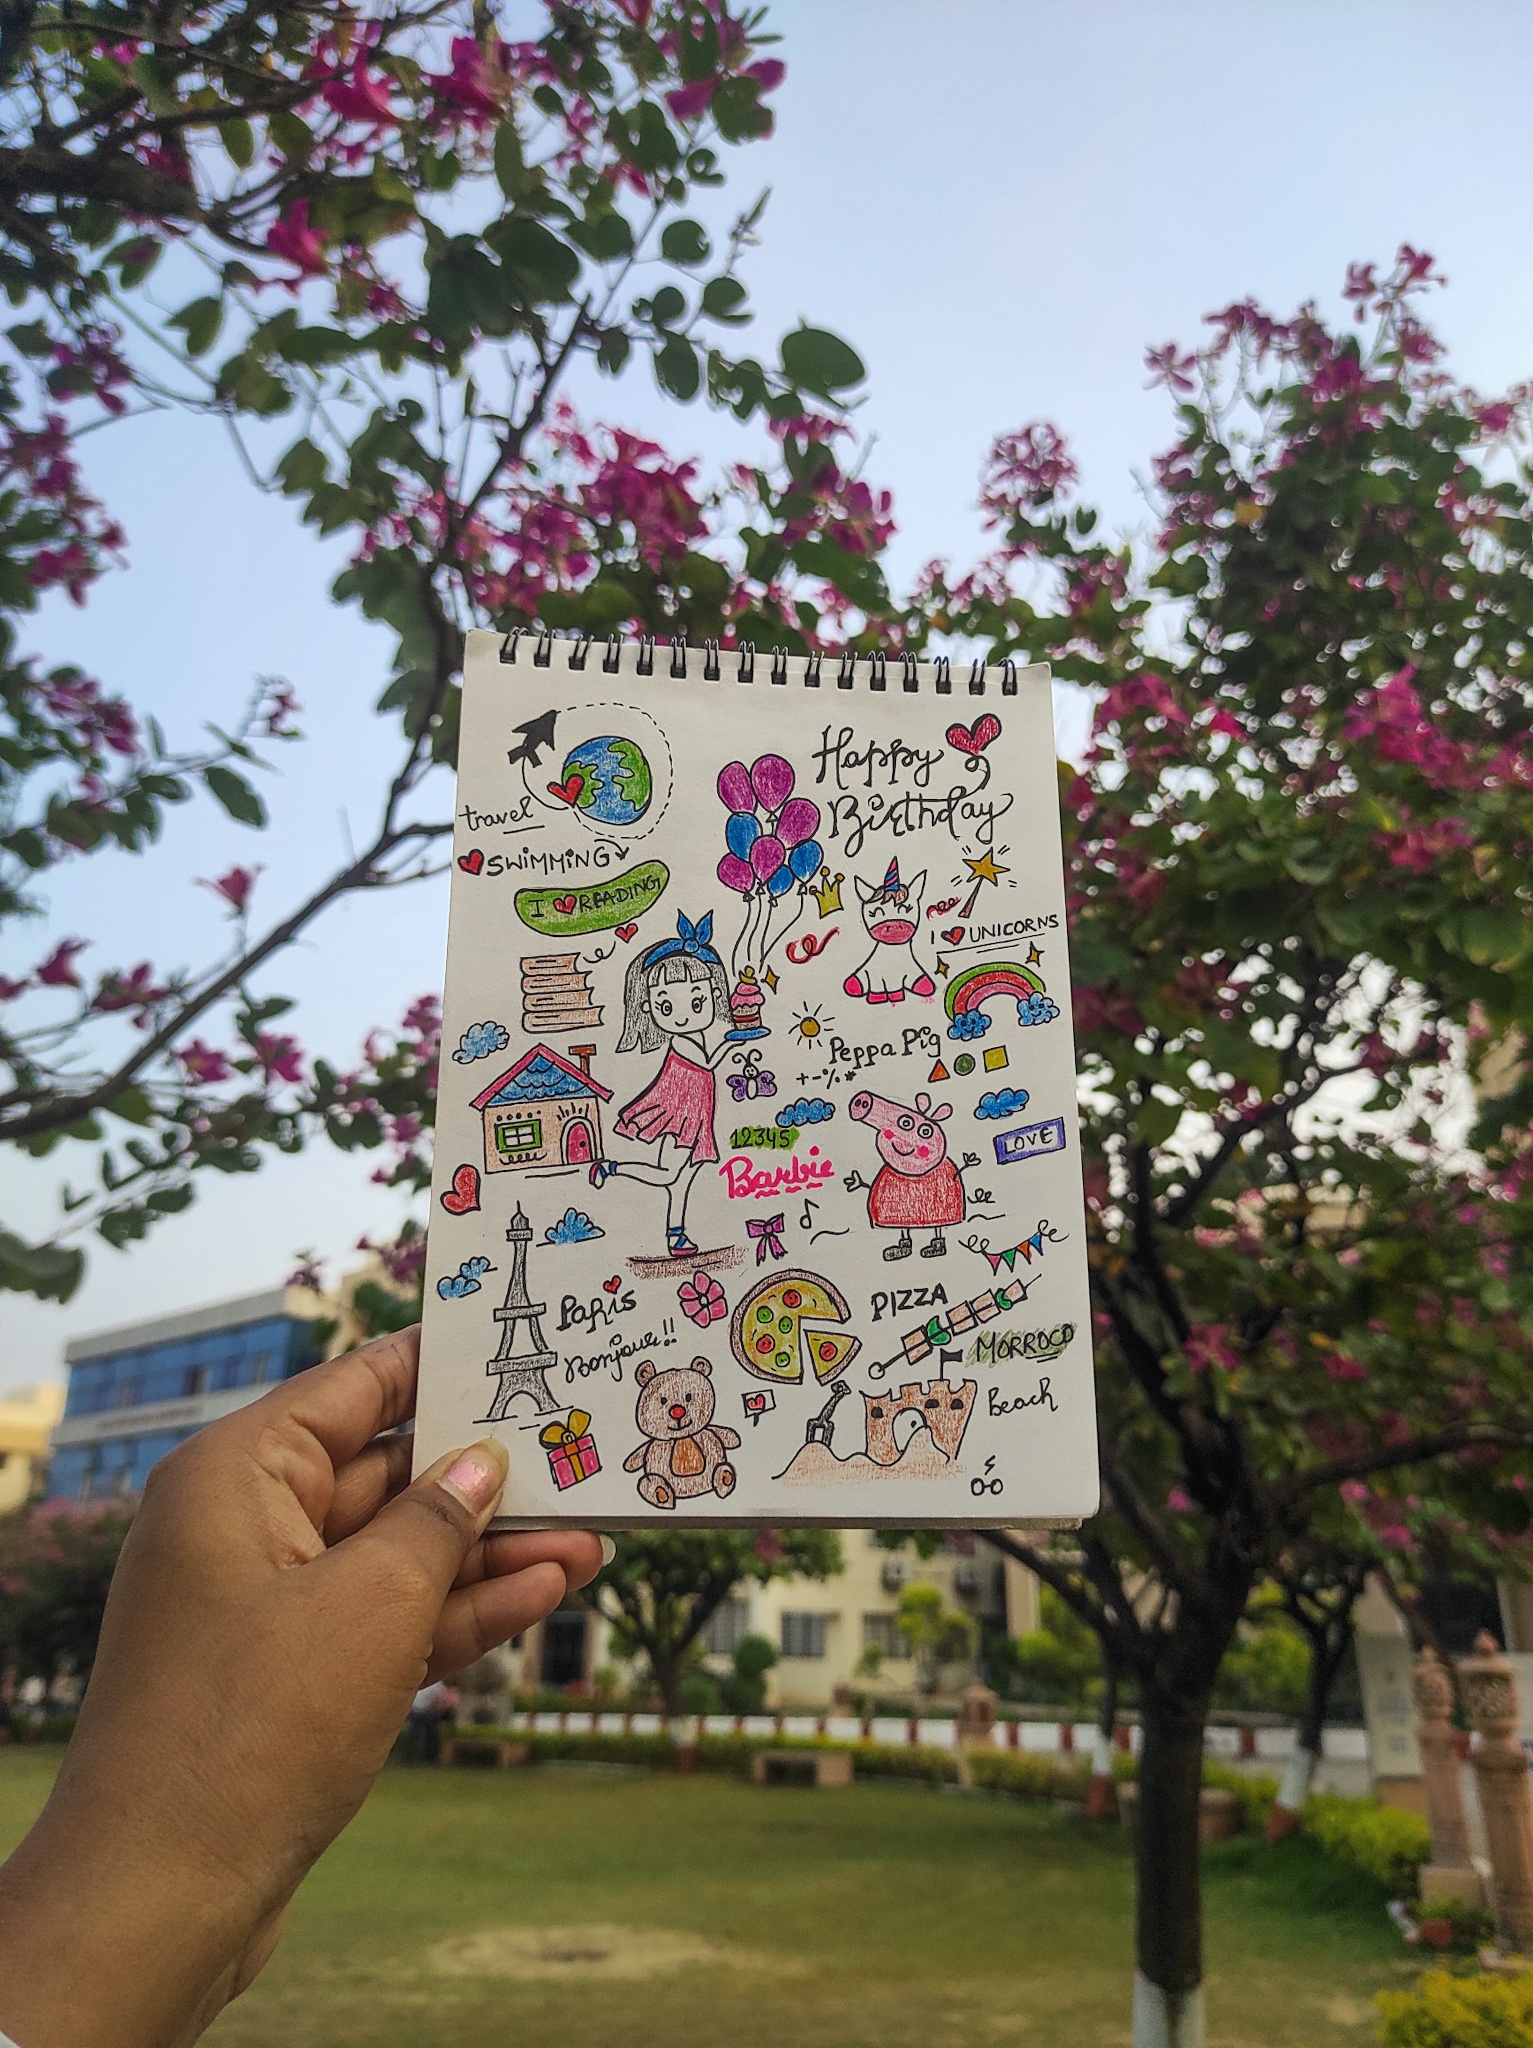 Happy
Birthday
travel
SWIMMING
I ❤ READING
I ❤ UNICORNS
Peppa Pig
+-%*
12345
Barbie
LOVE
PARiS
Bonjour!!
PIZZA
MORROCO
beach